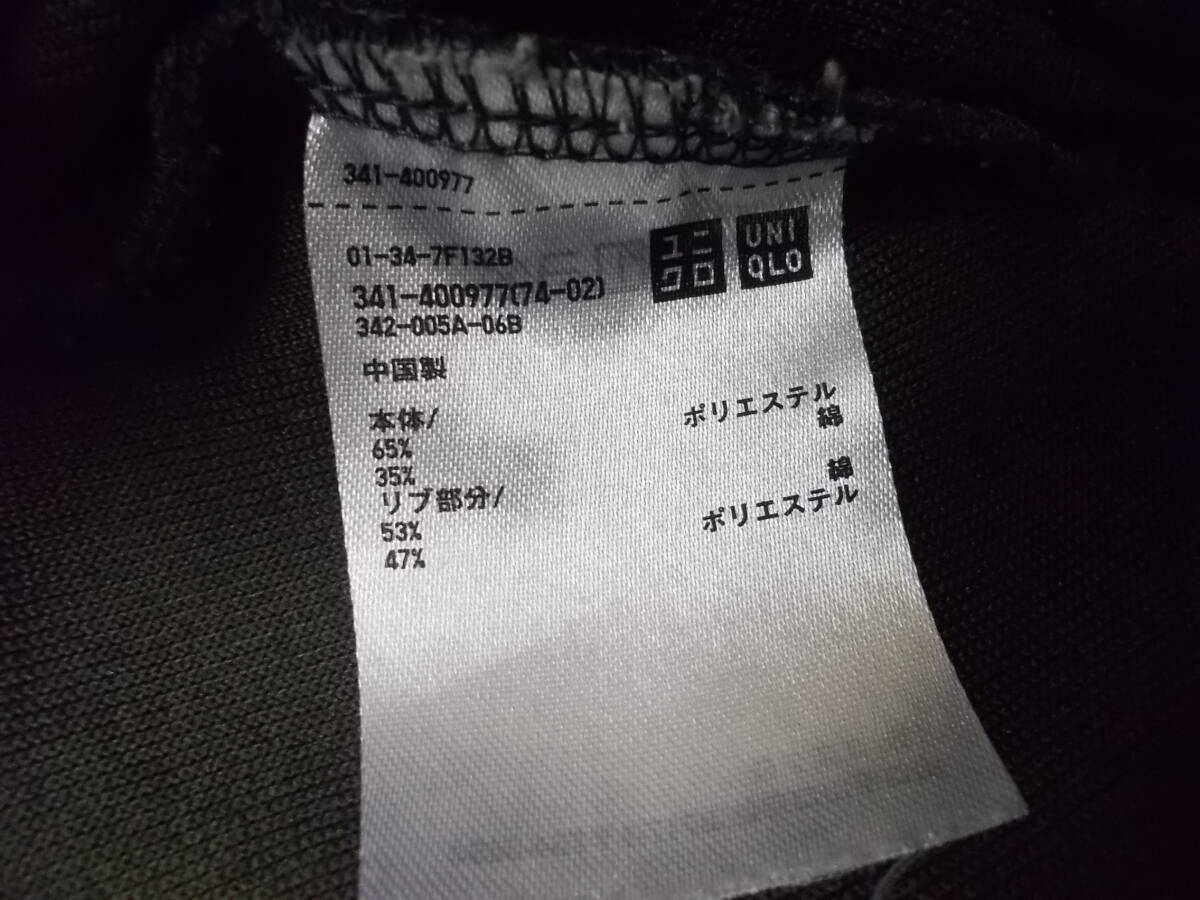 341-400977
01-34-7F132B
341-400977(74-02)
342-005A-06B
ユニ
クロ
UNI
QLO
中国製
本体/
65% ポリエステル
35% 綿
リブ部分/
53% 綿
47% ポリエステル